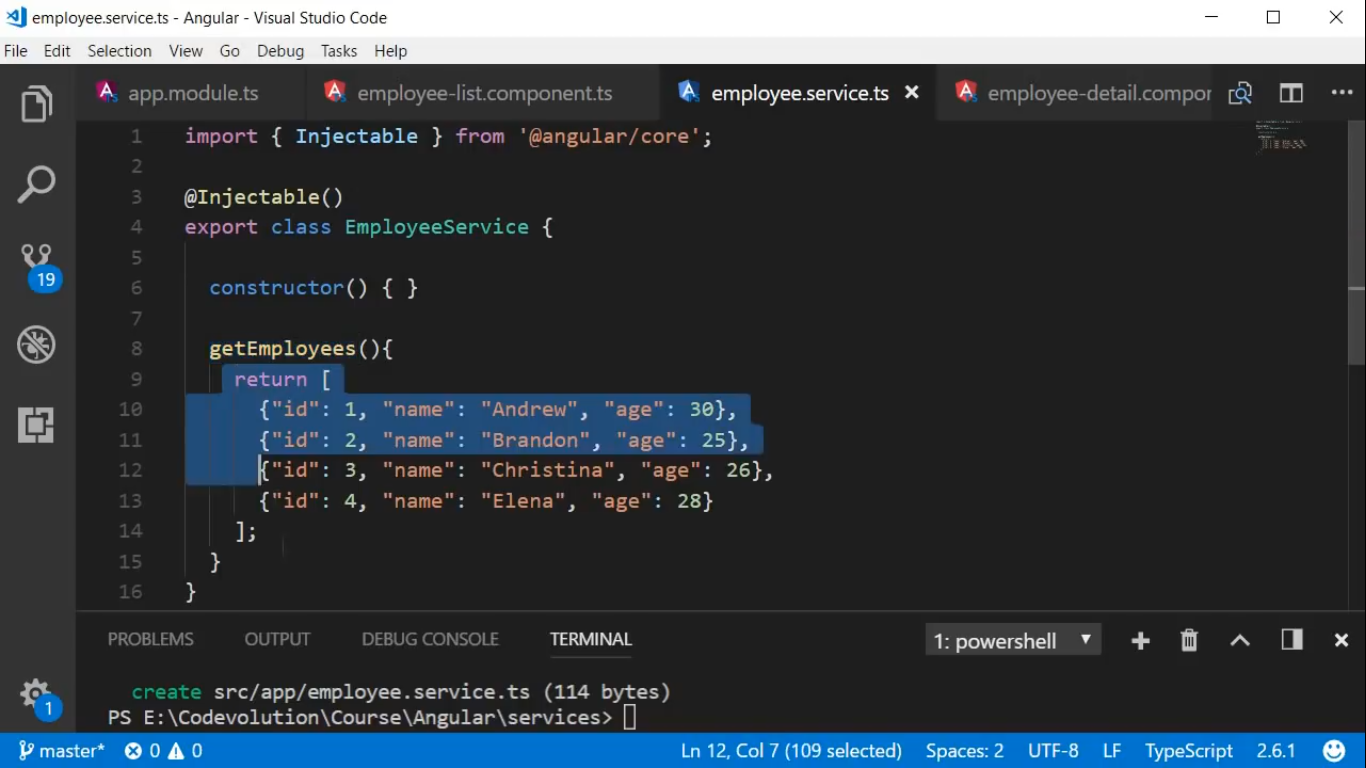 employee.service.ts - Angular - Visual Studio Code
File Edit Selection View Go Debug Tasks Help
app.module.ts employee-list.component.ts employee.service.ts employee-detail.compor
1 import { Injectable } from '@angular/core';
2
3 @Injectable()
4 export class EmployeeService {
5
6 constructor() { }
7
8 getEmployees(){
9 return [
10 {"id": 1, "name": "Andrew", "age": 30},
11 {"id": 2, "name": "Brandon", "age": 25},
12 {"id": 3, "name": "Christina", "age": 26},
13 {"id": 4, "name": "Elena", "age": 28}
14 ];
15 }
16 }
19
PROBLEMS OUTPUT DEBUG CONSOLE TERMINAL 1: powershell
create src/app/employee.service.ts (114 bytes)
PS E:\Codevolution\Course\Angular\services>
1
master* 0 0 Ln 12, Col 7 (109 selected) Spaces: 2 UTF-8 LF TypeScript 2.6.1